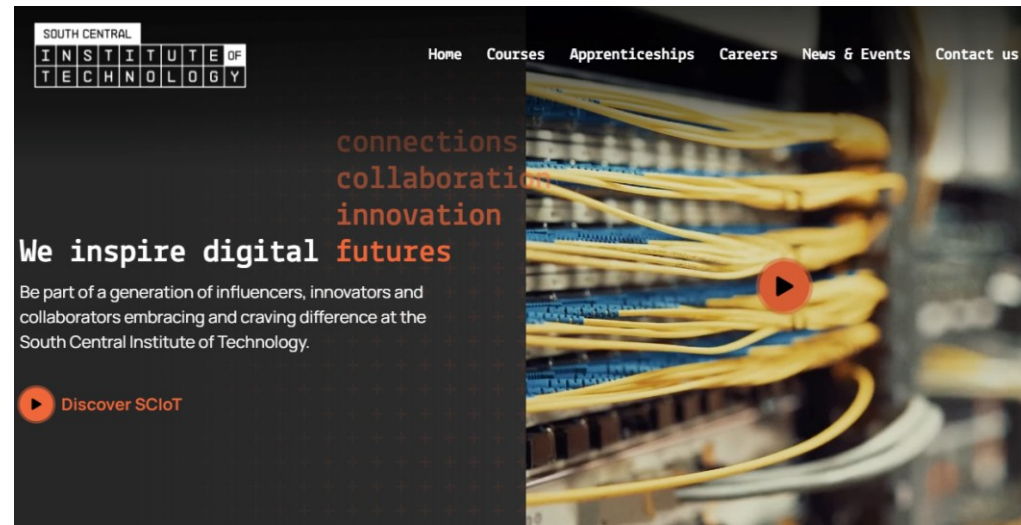 SOUTH CENTRAL
INSTITUTE OF
TECHNOLOGY
Home Courses Apprenticeships Careers News & Events Contact us
connections
collaboration
innovation
We inspire digital futures
Be part of a generation of influencers, innovators and
collaborators embracing and craving difference at the
South Central Institute of Technology.
Discover SCIoT